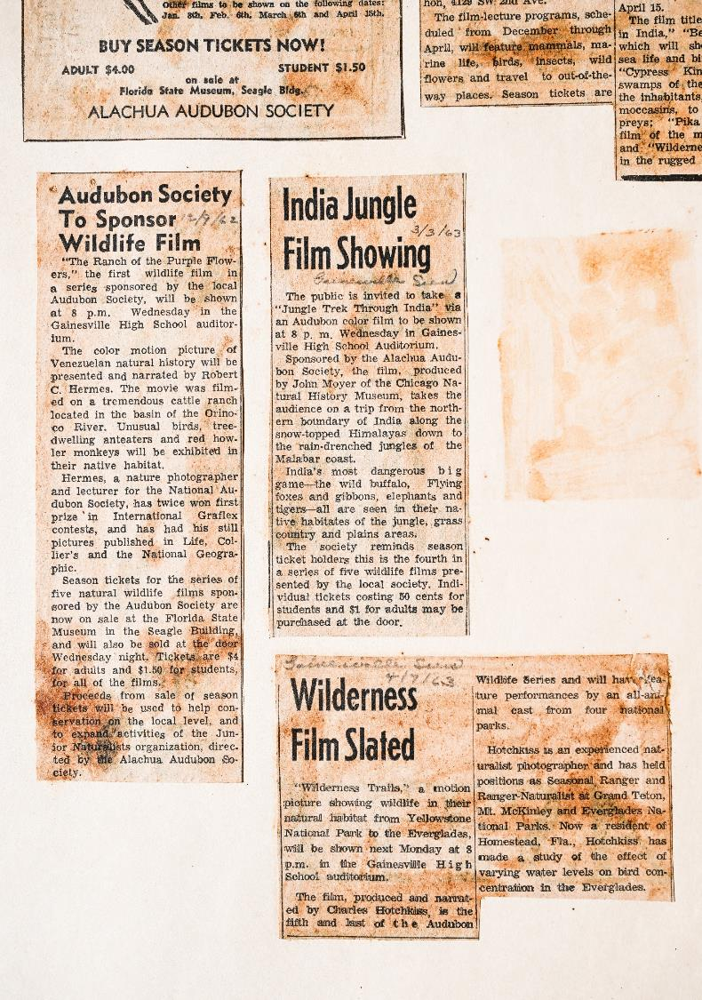 Other films to be shown on the following dates:
Jan. 8th, Feb. 6th, March 6th and April 15th.
BUY SEASON TICKETS NOW!
ADULT $4.00 STUDENT $1.50
on sale at
Florida State Museum, Seagle Bldg.
ALACHUA AUDUBON SOCIETY
non, 4129 SW 2nd Ave.
The film-lecture programs, sche-
duled from December through
April, will feature mammals, ma-
rine life, birds, insects, wild
flowers and travel to out-of-the-
way places. Season tickets are
April 15.
The film title
in India," "Be
which will sh
sea life and bi
"Cypress Kin
swamps of the
the inhabitants,
moccasins, to
preys; "Pika
film of the m
and "Wilderne
in the rugged
Audubon Society
To Sponsor 12/9/62
Wildlife Film
"The Ranch of the Purple Flow-
ers," the first wildlife film in
a series sponsored by the local
Audubon Society, will be shown
at 8 p.m. Wednesday in the
Gainesville High School auditor-
ium.
The color motion picture of
Venezuelan natural history will be
presented and narrated by Robert
C. Hermes. The movie was film-
ed on a tremendous cattle ranch
located in the basin of the Orino-
co River. Unusual birds, tree-
dwelling anteaters and red how-
ler monkeys will be exhibited in
their native habitat.
Hermes, a nature photographer
and lecturer for the National Au-
dubon Society, has twice won first
prize in International Graflex
contests, and has had his still
pictures published in Life, Col-
lier's and the National Geogra-
phic.
Season tickets for the series of
five natural wildlife films spon-
sored by the Audubon Society are
now on sale at the Florida State
Museum in the Seagle Building,
and will also be sold at the door
Wednesday night. Tickets are $4
for adults and $1.50 for students,
for all of the films.
Proceeds from sale of season
tickets will be used to help con-
servation on the local level, and
to expand activities of the Jun-
ior Naturalists organization, direc-
ted by the Alachua Audubon So-
ciety.
India Jungle
3/3/63
Film Showing
Gainesville Sun
The public is invited to take a
"Jungle Trek Through India" via
an Audubon color film to be shown
at 8 p. m. Wednesday in Gaines-
ville High School Auditorium.
Sponsored by the Alachua Audu-
bon Society, the film, produced
by John Moyer of the Chicago Na-
tural History Museum, takes the
audience on a trip from the north-
ern boundary of India along the
snow-topped Himalayas down to
the rain-drenched jungles of the
Malabar coast.
India's most dangerous big
game—the wild buffalo, Flying
foxes and gibbons, elephants and
tigers—all are seen in their na-
tive habitates of the jungle, grass
country and plains areas.
The society reminds season
ticket holders this is the fourth in
a series of five wildlife films pre-
sented by the local society. Indi-
vidual tickets costing 50 cents for
students and $1 for adults may be
purchased at the door.
Gainesville Sun
4/7/63
Wilderness
Film Slated
"Wilderness Trails," a motion
picture showing wildlife in their
natural habitat from Yellowstone
National Park to the Everglades,
will be shown next Monday at 8
p.m. in the Gainesville High
School auditorium.
The film, produced and narrat-
ed by Charles Hotchkiss, is the
fifth and last of the Audubon
Wildlife Series and will have fea-
ture performances by an all-ani-
mal cast from four national
parks.
Hotchkiss is an experienced nat-
uralist photographer and has held
positions as Seasonal Ranger and
Ranger-Naturalist at Grand Teton,
Mt. McKinley and Everglades Na-
tional Parks. Now a resident of
Homestead, Fla., Hotchkiss has
made a study of the effect of
varying water levels on bird con-
centration in the Everglades.